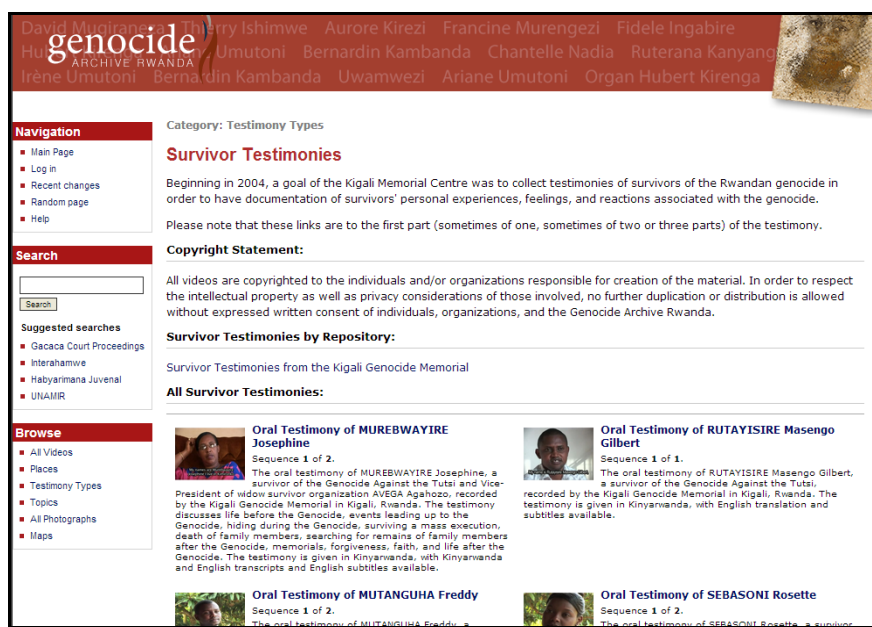 David Mugiraneza Thierry Ishimwe Aurore Kirezi Francine Murengezi Fidele Ingabire
Umutoni Bernardin Kambanda Chantelle Nadia Ruterana
Irène Umutoni Bernardin Kambanda Uwamwezi Ariane Umutoni Organ Hubert Kirenga
genocide
ARCHIVE RWANDA
Navigation
Main Page
Log in
Recent changes
Random page
Help
Search
Search
Suggested searches
Gacaca Court Proceedings
Interahamwe
Habyarimana Juvenal
UNAMIR
Browse
All Videos
Places
Testimony Types
Topics
All Photographs
Maps
Category: Testimony Types
Survivor Testimonies
Beginning in 2004, a goal of the Kigali Memorial Centre was to collect testimonies of survivors of the Rwandan genocide in
order to have documentation of survivors' personal experiences, feelings, and reactions associated with the genocide.
Please note that these links are to the first part (sometimes of one, sometimes of two or three parts) of the testimony.
Copyright Statement:
All videos are copyrighted to the individuals and/or organizations responsible for creation of the material. In order to respect
the intellectual property as well as privacy considerations of those involved, no further duplication or distribution is allowed
without expressed written consent of individuals, organizations, and the Genocide Archive Rwanda.
Survivor Testimonies by Repository:
Survivor Testimonies from the Kigali Genocide Memorial
All Survivor Testimonies:
Oral Testimony of MUREBWAYIRE
Josephine
Sequence 1 of 2.
The oral testimony of MUREBWAYIRE Josephine, a
survivor of the Genocide Against the Tutsi and Vice-
President of widow survivor organization AVEGA Agahozo, recorded
by the Kigali Genocide Memorial in Kigali, Rwanda. The testimony
discusses life before the Genocide, events leading up to the
Genocide, hiding during the Genocide, surviving a mass execution,
death of family members, searching for remains of family members
after the Genocide, memorials, forgiveness, faith, and life after the
Genocide. The testimony is given in Kinyarwanda, with Kinyarwanda
and English transcripts and English subtitles available.
Oral Testimony of RUTAYISIRE Masengo
Gilbert
Sequence 1 of 1.
The oral testimony of RUTAYISIRE Masengo Gilbert,
a survivor of the Genocide Against the Tutsi,
recorded by the Kigali Genocide Memorial in Kigali, Rwanda. The
testimony is given in Kinyarwanda, with English translation and
subtitles available.
Oral Testimony of MUTANGUHA Freddy
Sequence 1 of 2.
The oral testimony of MUTANGUHA Freddy, a
Oral Testimony of SEBASONI Rosette
Sequence 1 of 2.
The oral testimony of SEBASONI Rosette, a survivor